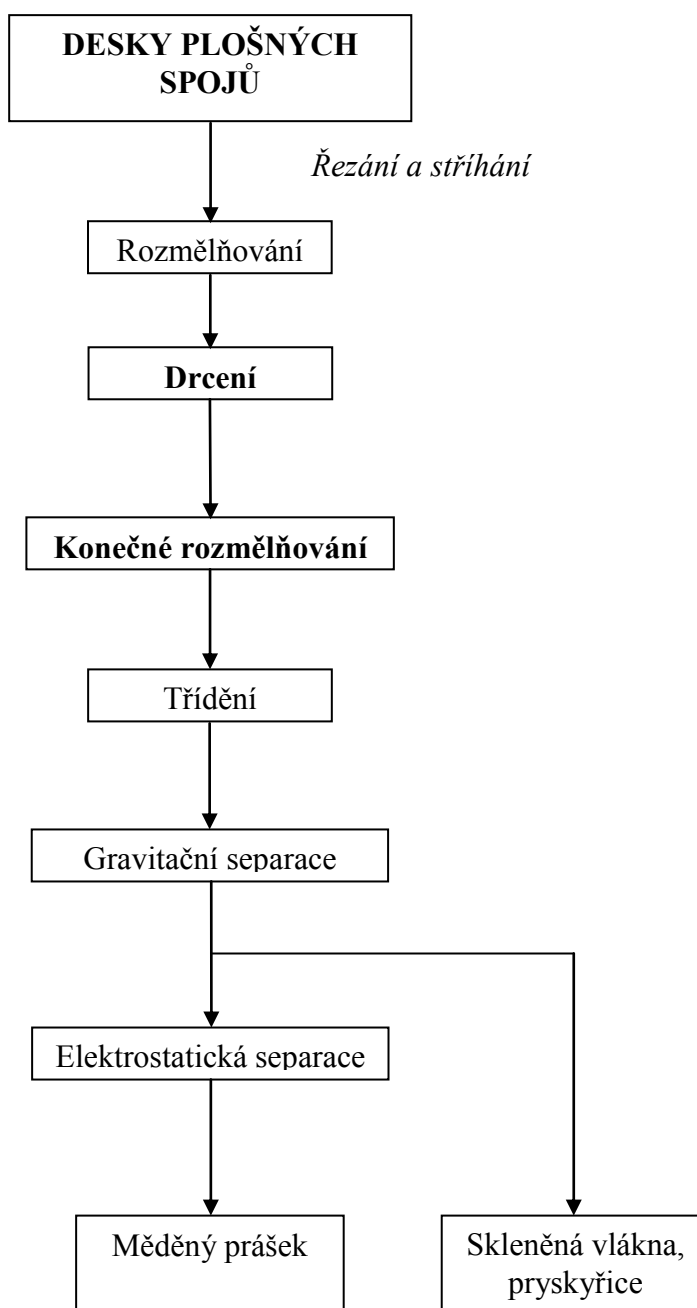 DESKY PLOŠNÝCH
SPOJŮ
Řezání a stříhání
Rozmělňování
Drcení
Konečné rozmělňování
Třídění
Gravitační separace
Elektrostatická separace
Měděný prášek
Skleněná vlákna,
pryskyřice